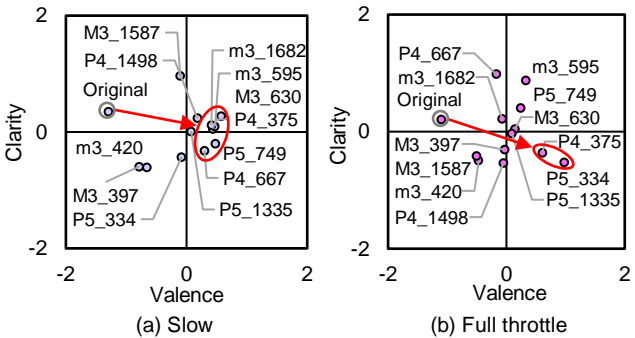 2
M3_1587
P4_1498
Original
m3_1682
m3_595
M3_630
P4_375
Clarity
0
m3_420
M3_397
P5_334
P5_749
P4_667
P5_1335
-2
-2
0
2
Valence
(a) Slow
2
P4_667
m3_1682
Original
m3_595
P5_749
M3_630
P4_375
Clarity
0
M3_397
M3_1587
m3_420
P4_1498
P5_334
P5_1335
-2
-2
0
2
Valence
(b) Full throttle